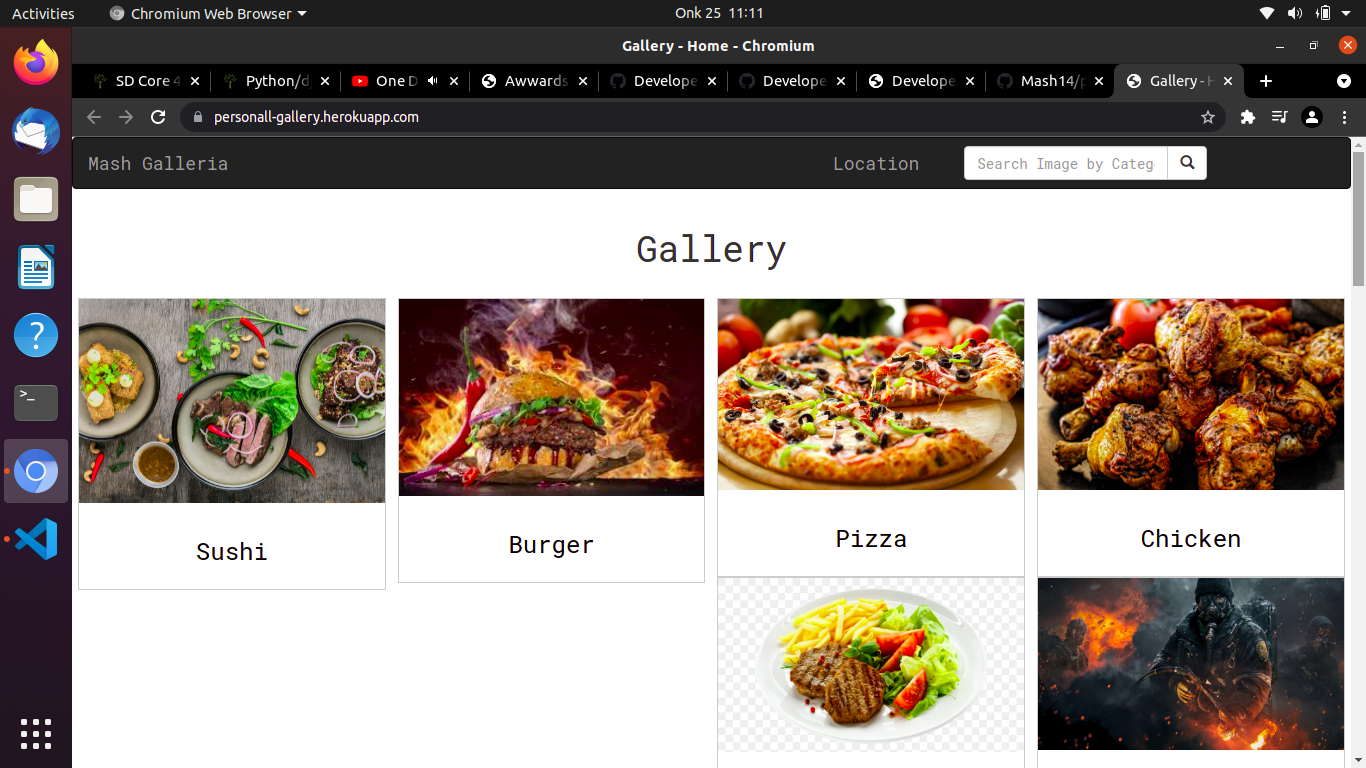 Activities
Chromium Web Browser
Onk 25 11:11
Gallery - Home - Chromium
SD Core 4
Python/dj
One D
Awwards
Develope
Develope
Develope
Mash14/p
Gallery - H
personall-gallery.herokuapp.com
Mash Galleria
Location
Search Image by Categ
Gallery
Sushi
Burger
Pizza
Chicken